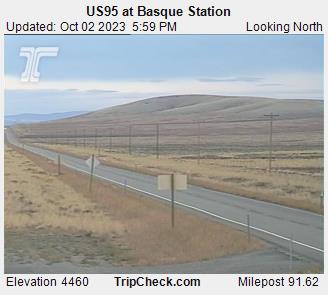 US95 at Basque Station
Updated: Oct 02 2023 5:59 PM Looking North
Elevation 4460 TripCheck.com Milepost 91.62